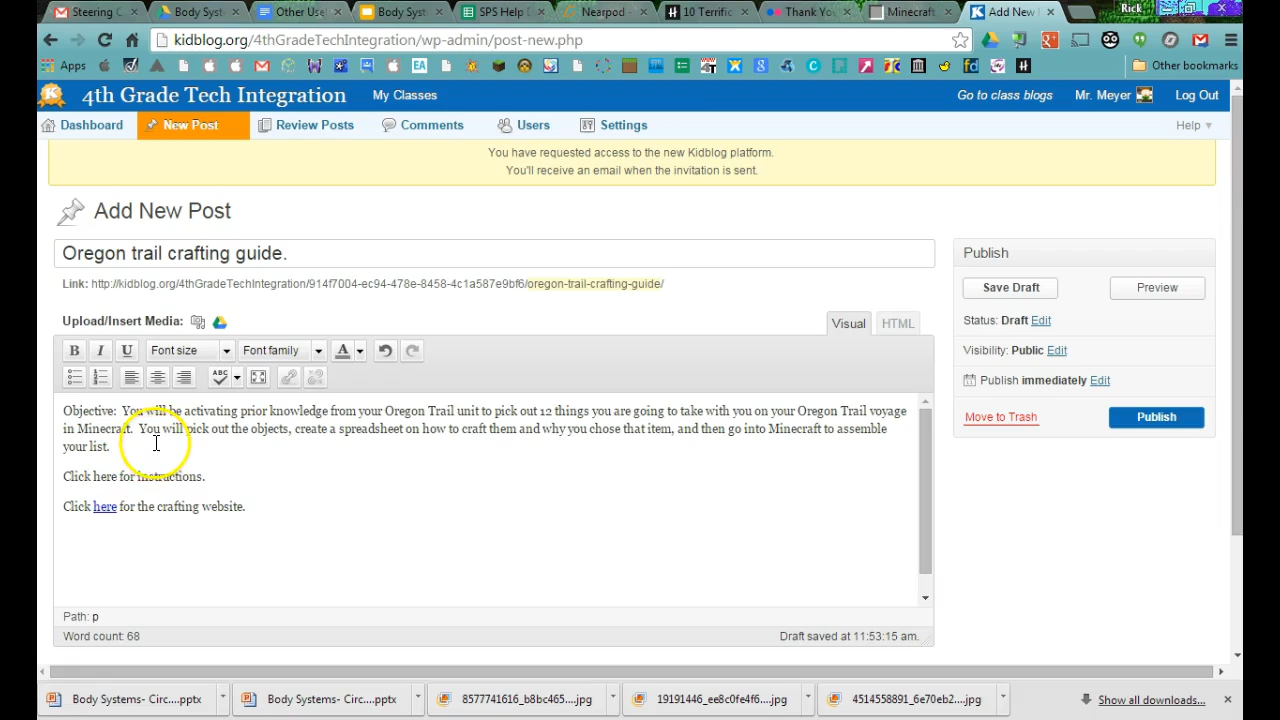 Steering C
Body Syst
Other Use
Body Syst
SPS Help D
Nearpod -
10 Terrific
Thank You
Minecraft
Add New
Rick
kidblog.org/4thGradeTechIntegration/wp-admin/post-new.php
Apps
EA
Other bookmarks
4th Grade Tech Integration
My Classes
Go to class blogs
Mr. Meyer
Log Out
Dashboard
New Post
Review Posts
Comments
Users
Settings
Help
You have requested access to the new Kidblog platform.
You'll receive an email when the invitation is sent.
Add New Post
Oregon trail crafting guide.
Publish
Link: http://kidblog.org/4thGradeTechIntegration/914f7004-ec94-478e-8458-4c1a587e9bf6/oregon-trail-crafting-guide/
Save Draft
Preview
Upload/Insert Media:
Visual
HTML
Status: Draft Edit
B I U Font size Font family A
Visibility: Public Edit
ABC
Publish immediately Edit
Objective: You will be activating prior knowledge from your Oregon Trail unit to pick out 12 things you are going to take with you on your Oregon Trail voyage
in Minecraft. You will pick out the objects, create a spreadsheet on how to craft them and why you chose that item, and then go into Minecraft to assemble
your list.
Move to Trash
Publish
Click here for instructions.
Click here for the crafting website.
Path: p
Word count: 68
Draft saved at 11:53:15 am.
Body Systems- Circ....pptx
Body Systems- Circ....pptx
8577741616_b8bc465....jpg
19191446_ee8c0fe4f6....jpg
4514558891_6e70eb2....jpg
Show all downloads...